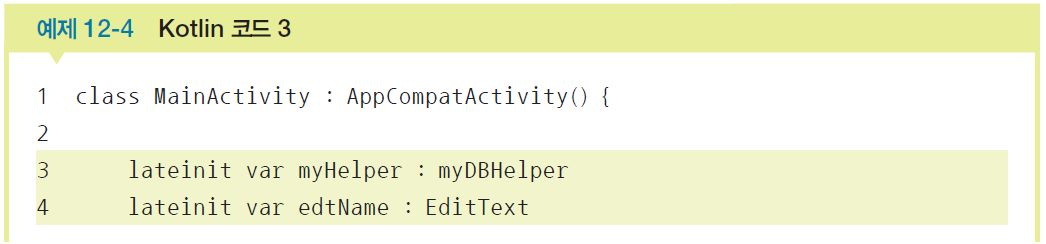 예제 12-4 Kotlin 코드 3
1 class MainActivity : AppCompatActivity() {
2
3 lateinit var myHelper : myDBHelper
4 lateinit var edtName : EditText